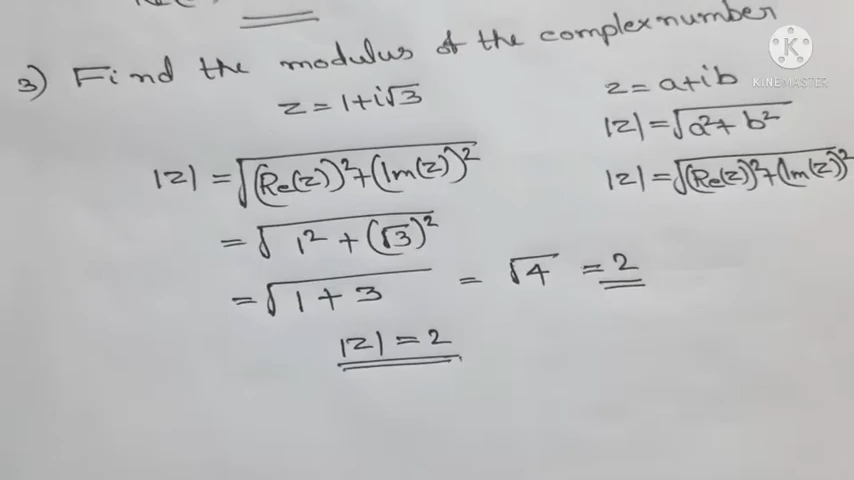 3) Find the modulus of the complex number
z = 1+i√3
z = a+ib
|z| = √a²+b²
|z| = √(Re(z))²+(Im(z))²
|z| = √(Re(z))²+(Im(z))²
= √1² + (√3)²
= √1+3 = √4 = 2
|z| = 2
K
KINEMASTER